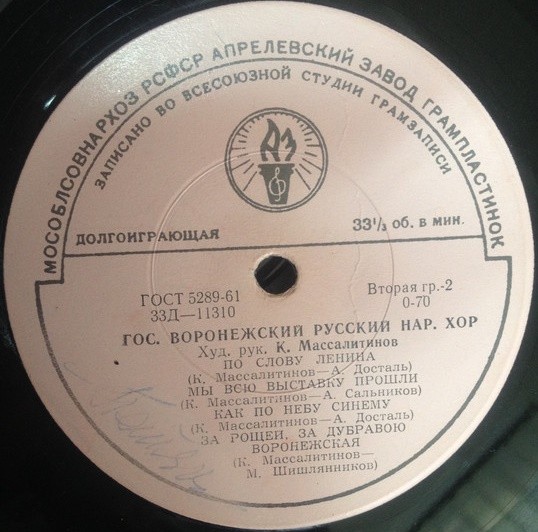 МОСОБЛСОВНАРХОЗ РСФСР АПРЕЛЕВСКИЙ ЗАВОД ГРАМПЛАСТИНОК
ЗАПИСАНО ВО ВСЕСОЮЗНОЙ СТУДИИ ГРАМЗАПИСИ
АЗ
ДОЛГОИГРАЮЩАЯ
33⅓ об. в мин.
ГОСТ 5289-61
Вторая гр.-2
33Д—11310
0-70
ГОС. ВОРОНЕЖСКИЙ РУССКИЙ НАР. ХОР
Худ. рук. К. Массалитинов
ПО СЛОВУ ЛЕНИНА
(К. Массалитинов—А. Досталь)
МЫ ВСЮ ВЫСТАВКУ ПРОШЛИ
(К. Массалитинов—А. Сальников)
КАК ПО НЕБУ СИНЕМУ
(К. Массалитинов—А. Досталь)
ЗА РОЩЕЙ, ЗА ДУБРАВОЮ
ВОРОНЕЖСКАЯ
(К. Массалитинов—
М. Шишлянников)